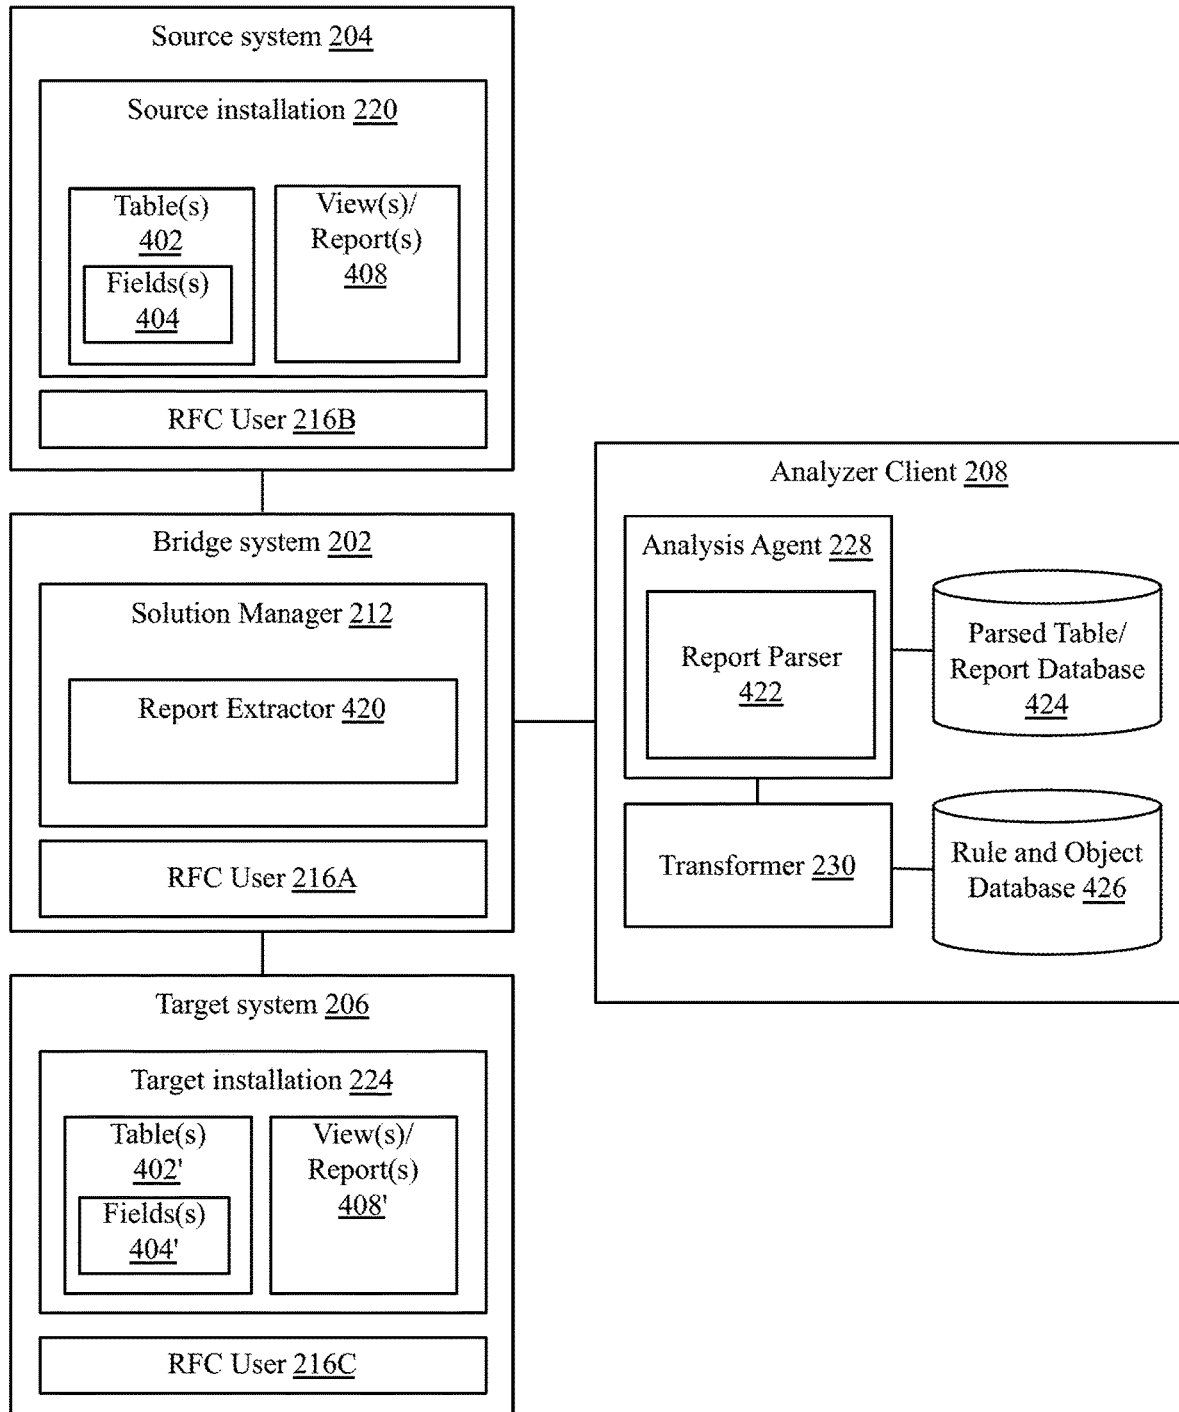 Source system 204
Source installation 220
Table(s)
402
Fields(s)
404
View(s)/
Report(s)
408
RFC User 216B
Bridge system 202
Solution Manager 212
Report Extractor 420
RFC User 216A
Target system 206
Target installation 224
Table(s)
402'
Fields(s)
404'
View(s)/
Report(s)
408'
RFC User 216C
Analyzer Client 208
Analysis Agent 228
Report Parser
422
Parsed Table/
Report Database
424
Transformer 230
Rule and Object
Database 426